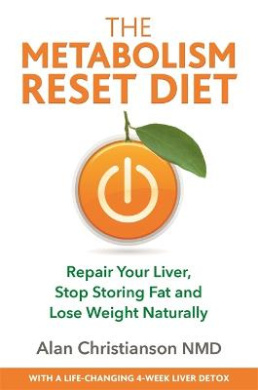 THE
METABOLISM
RESET DIET
Repair Your Liver,
Stop Storing Fat and
Lose Weight Naturally
Alan Christianson NMD
WITH A LIFE-CHANGING 4-WEEK LIVER DETOX